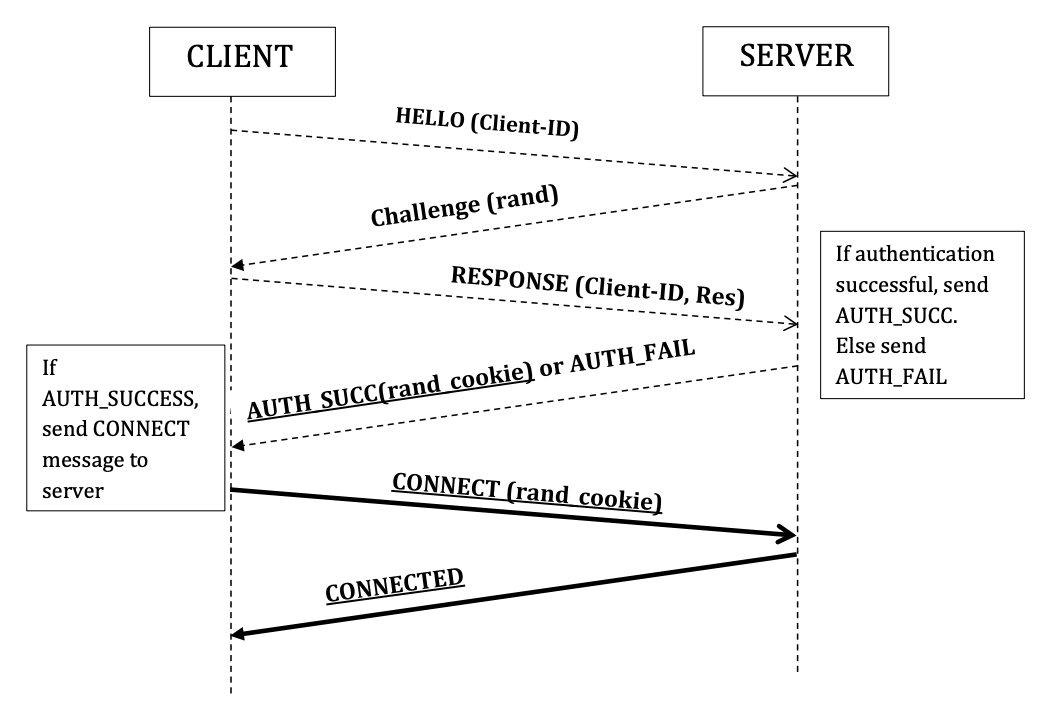 CLIENT
SERVER
HELLO (Client-ID)
Challenge (rand)
RESPONSE (Client-ID, Res)
If authentication
successful, send
AUTH_SUCC.
Else send
AUTH_FAIL
AUTH_SUCC(rand_cookie) or AUTH_FAIL
If
AUTH_SUCCESS,
send CONNECT
message to
server
CONNECT (rand_cookie)
CONNECTED